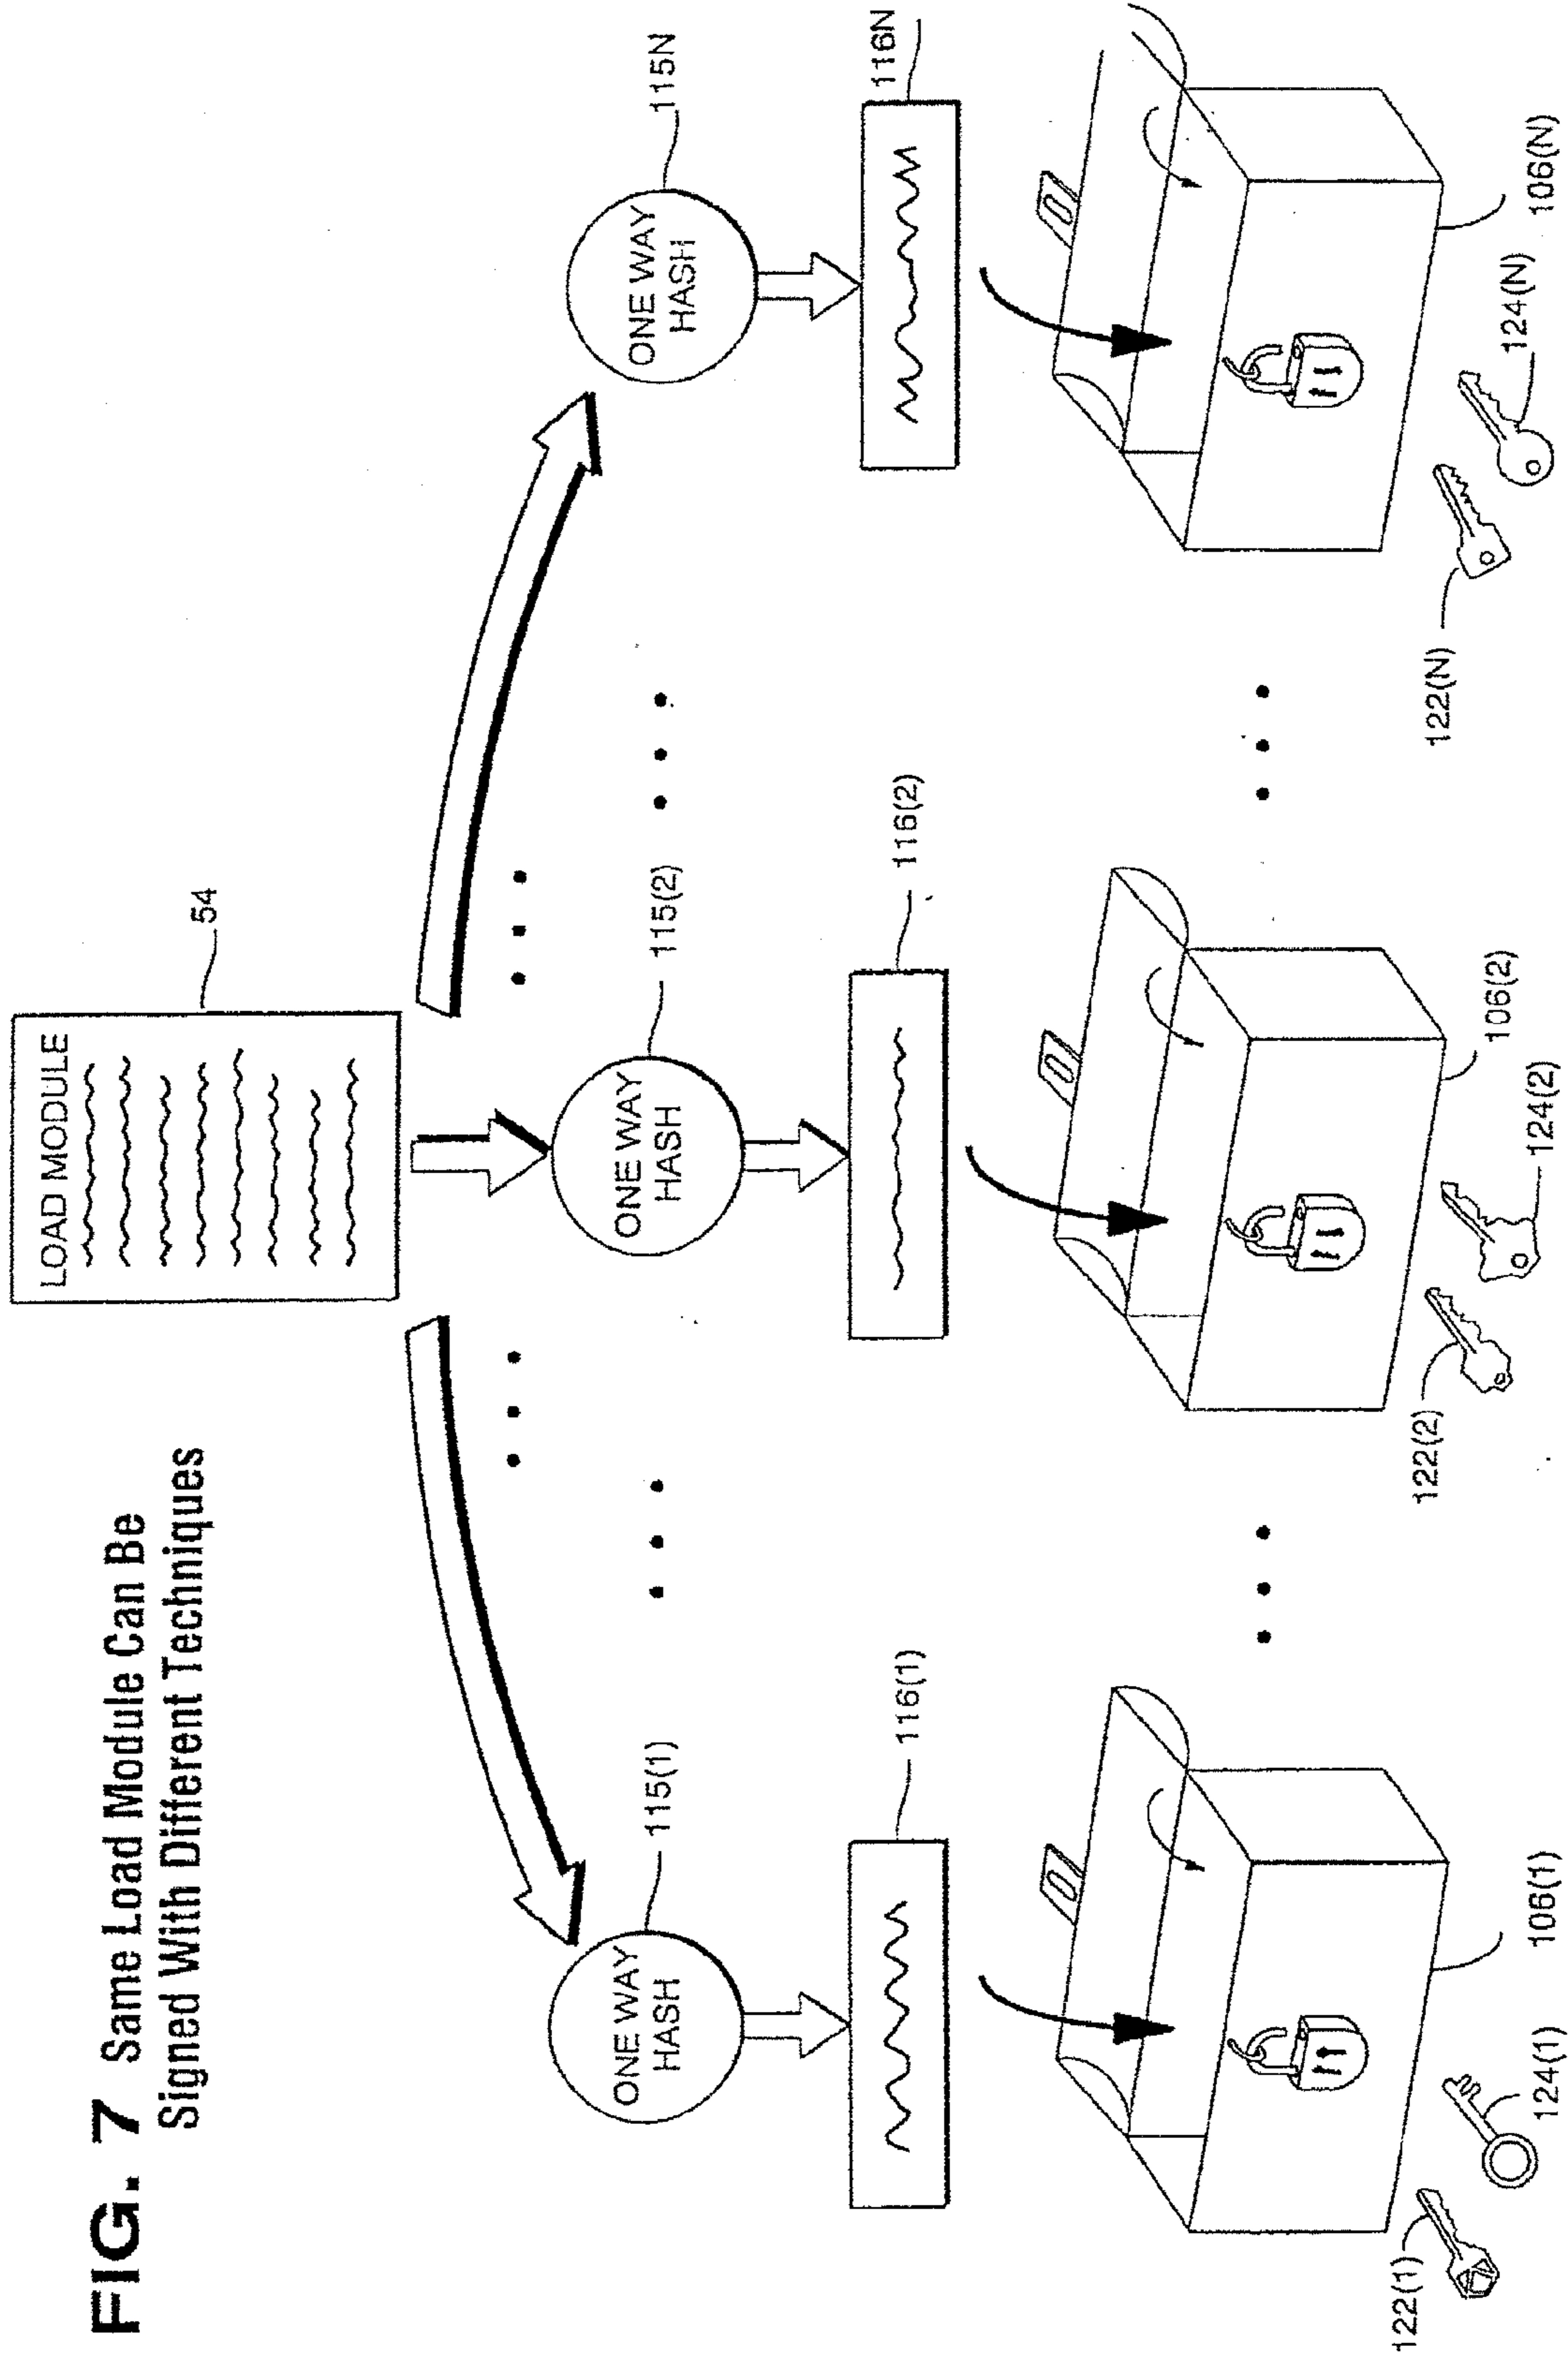 FIG. 7 Same Load Module Can Be
Signed With Different Techniques
LOAD MODULE
54
ONE WAY
HASH
115(1)
ONE WAY
HASH
115(2)
ONE WAY
HASH
115N
116(1)
116(2)
116N
106(1)
106(2)
106(N)
122(1)
124(1)
122(2)
124(2)
122(N)
124(N)